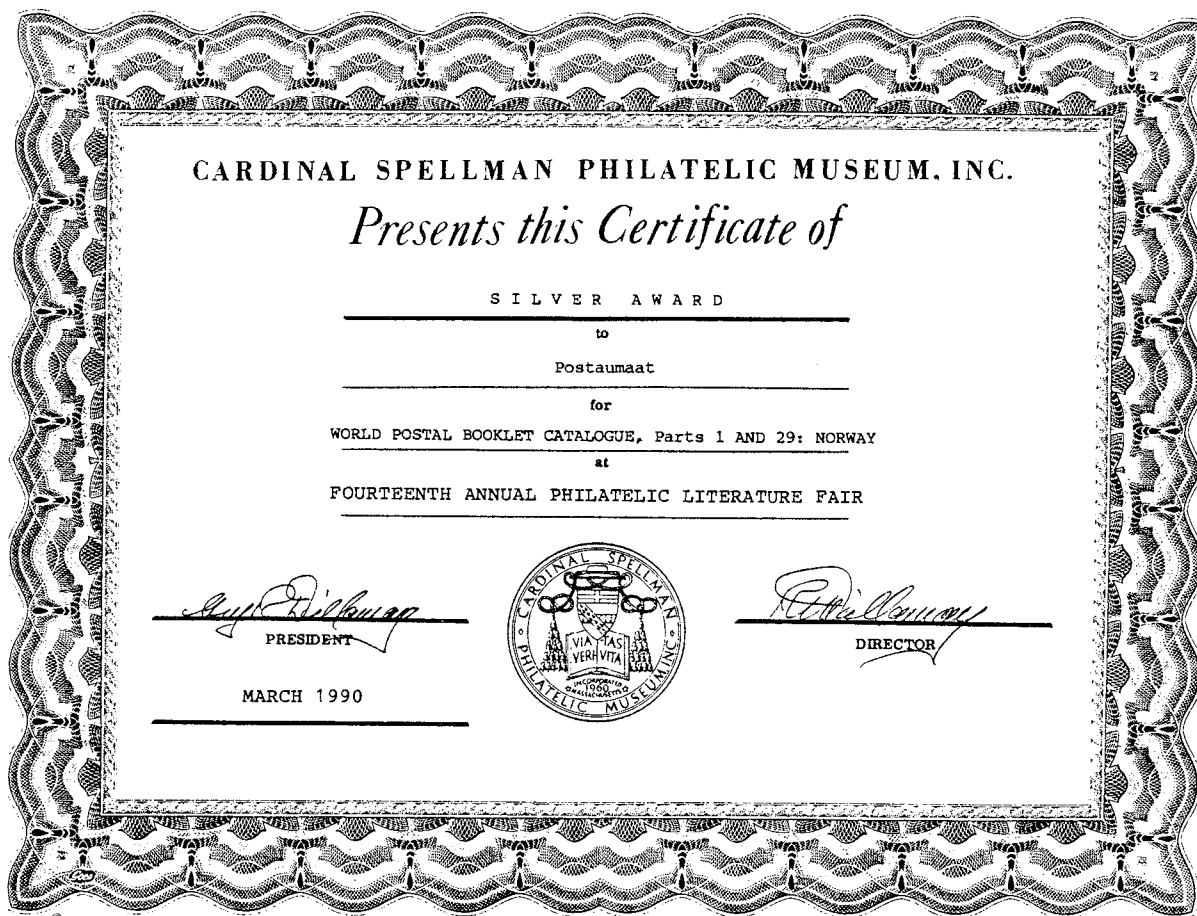 CARDINAL SPELLMAN PHILATELIC MUSEUM, INC.
Presents this Certificate of
SILVER AWARD
to
Postaumaat
for
WORLD POSTAL BOOKLET CATALOGUE, Parts 1 AND 29: NORWAY
at
FOURTEENTH ANNUAL PHILATELIC LITERATURE FAIR
CARDINAL SPELLMAN
PHILATELIC MUSEUM INC.
VIA TAS
VERI VITA
INCORPORATED
1960
MASSACHUSETTS
PRESIDENT
DIRECTOR
MARCH 1990